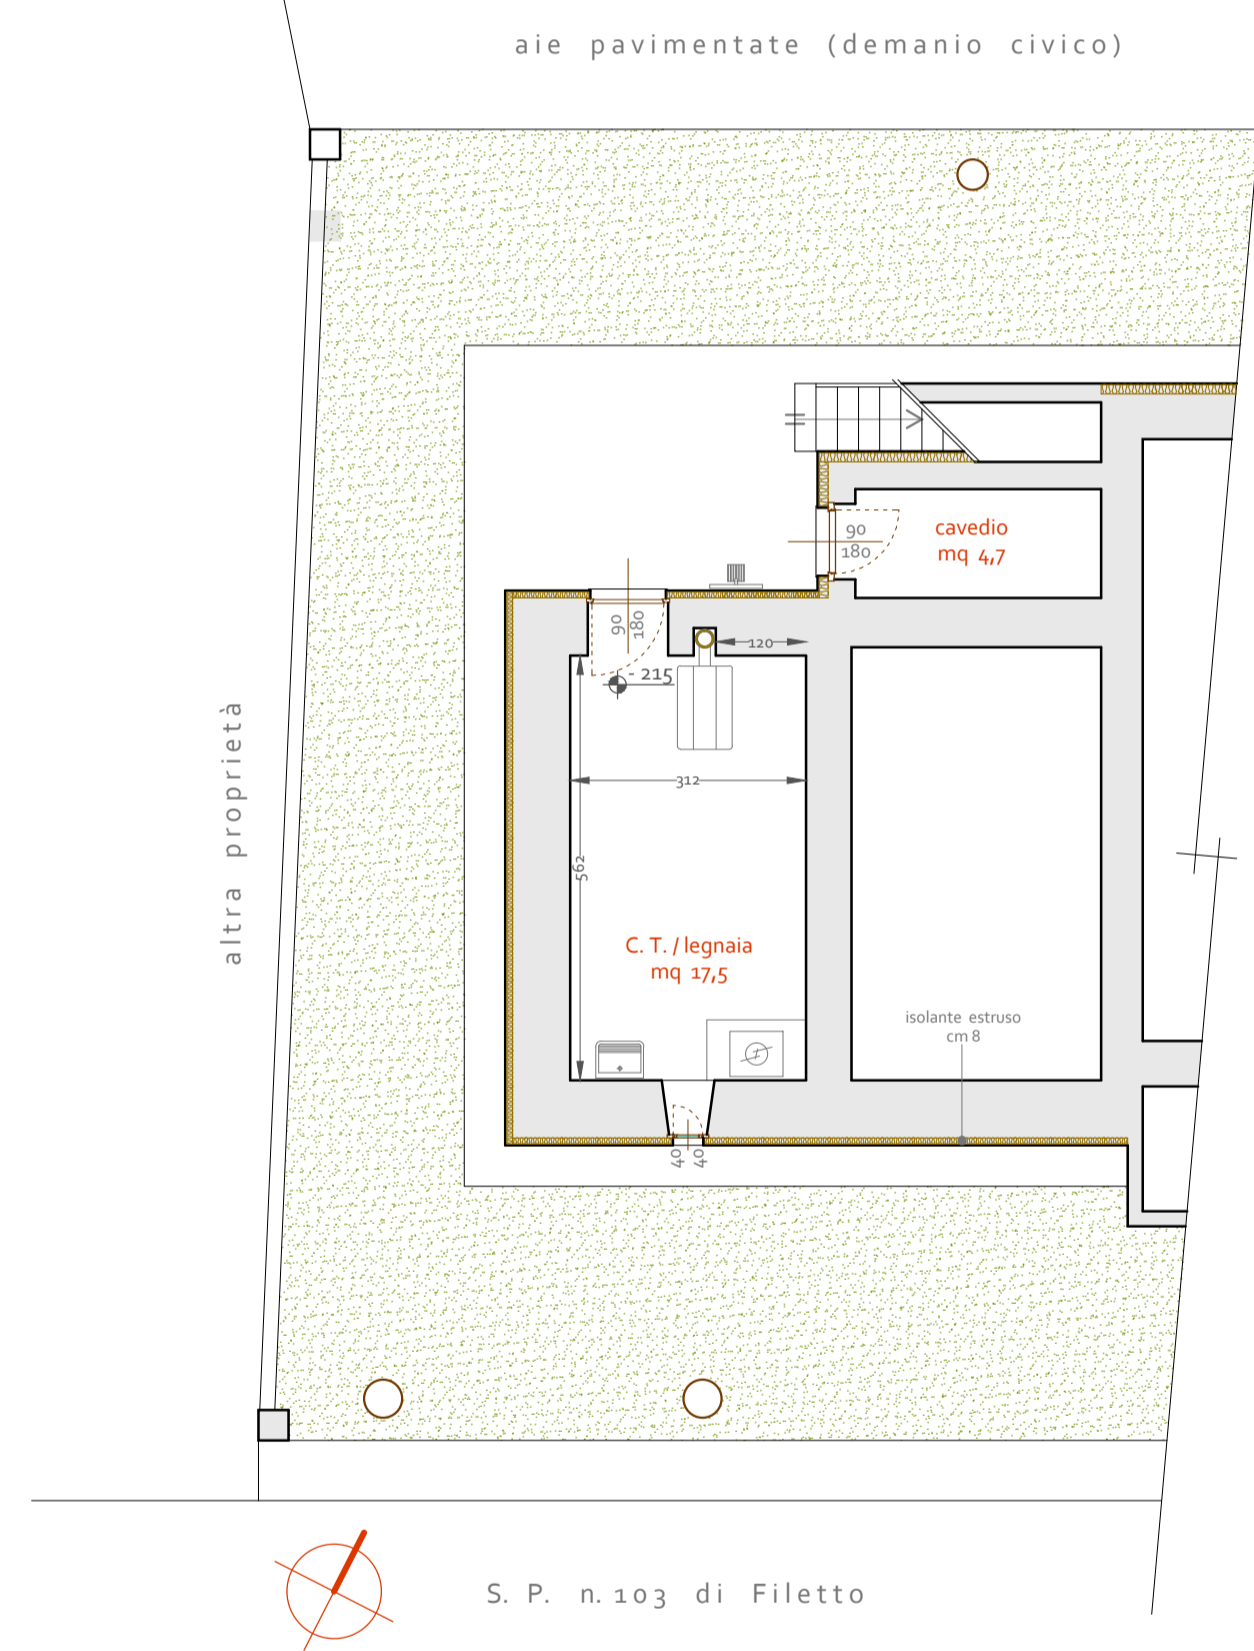 aie pavimentate (demanio civico)
90
180
cavedio
mq 4,7
90
180
120
- 215
312
562
altra proprietà
C. T. / legnaia
mq 17,5
isolante estruso
cm 8
40
40
S. P. n. 103 di Filetto